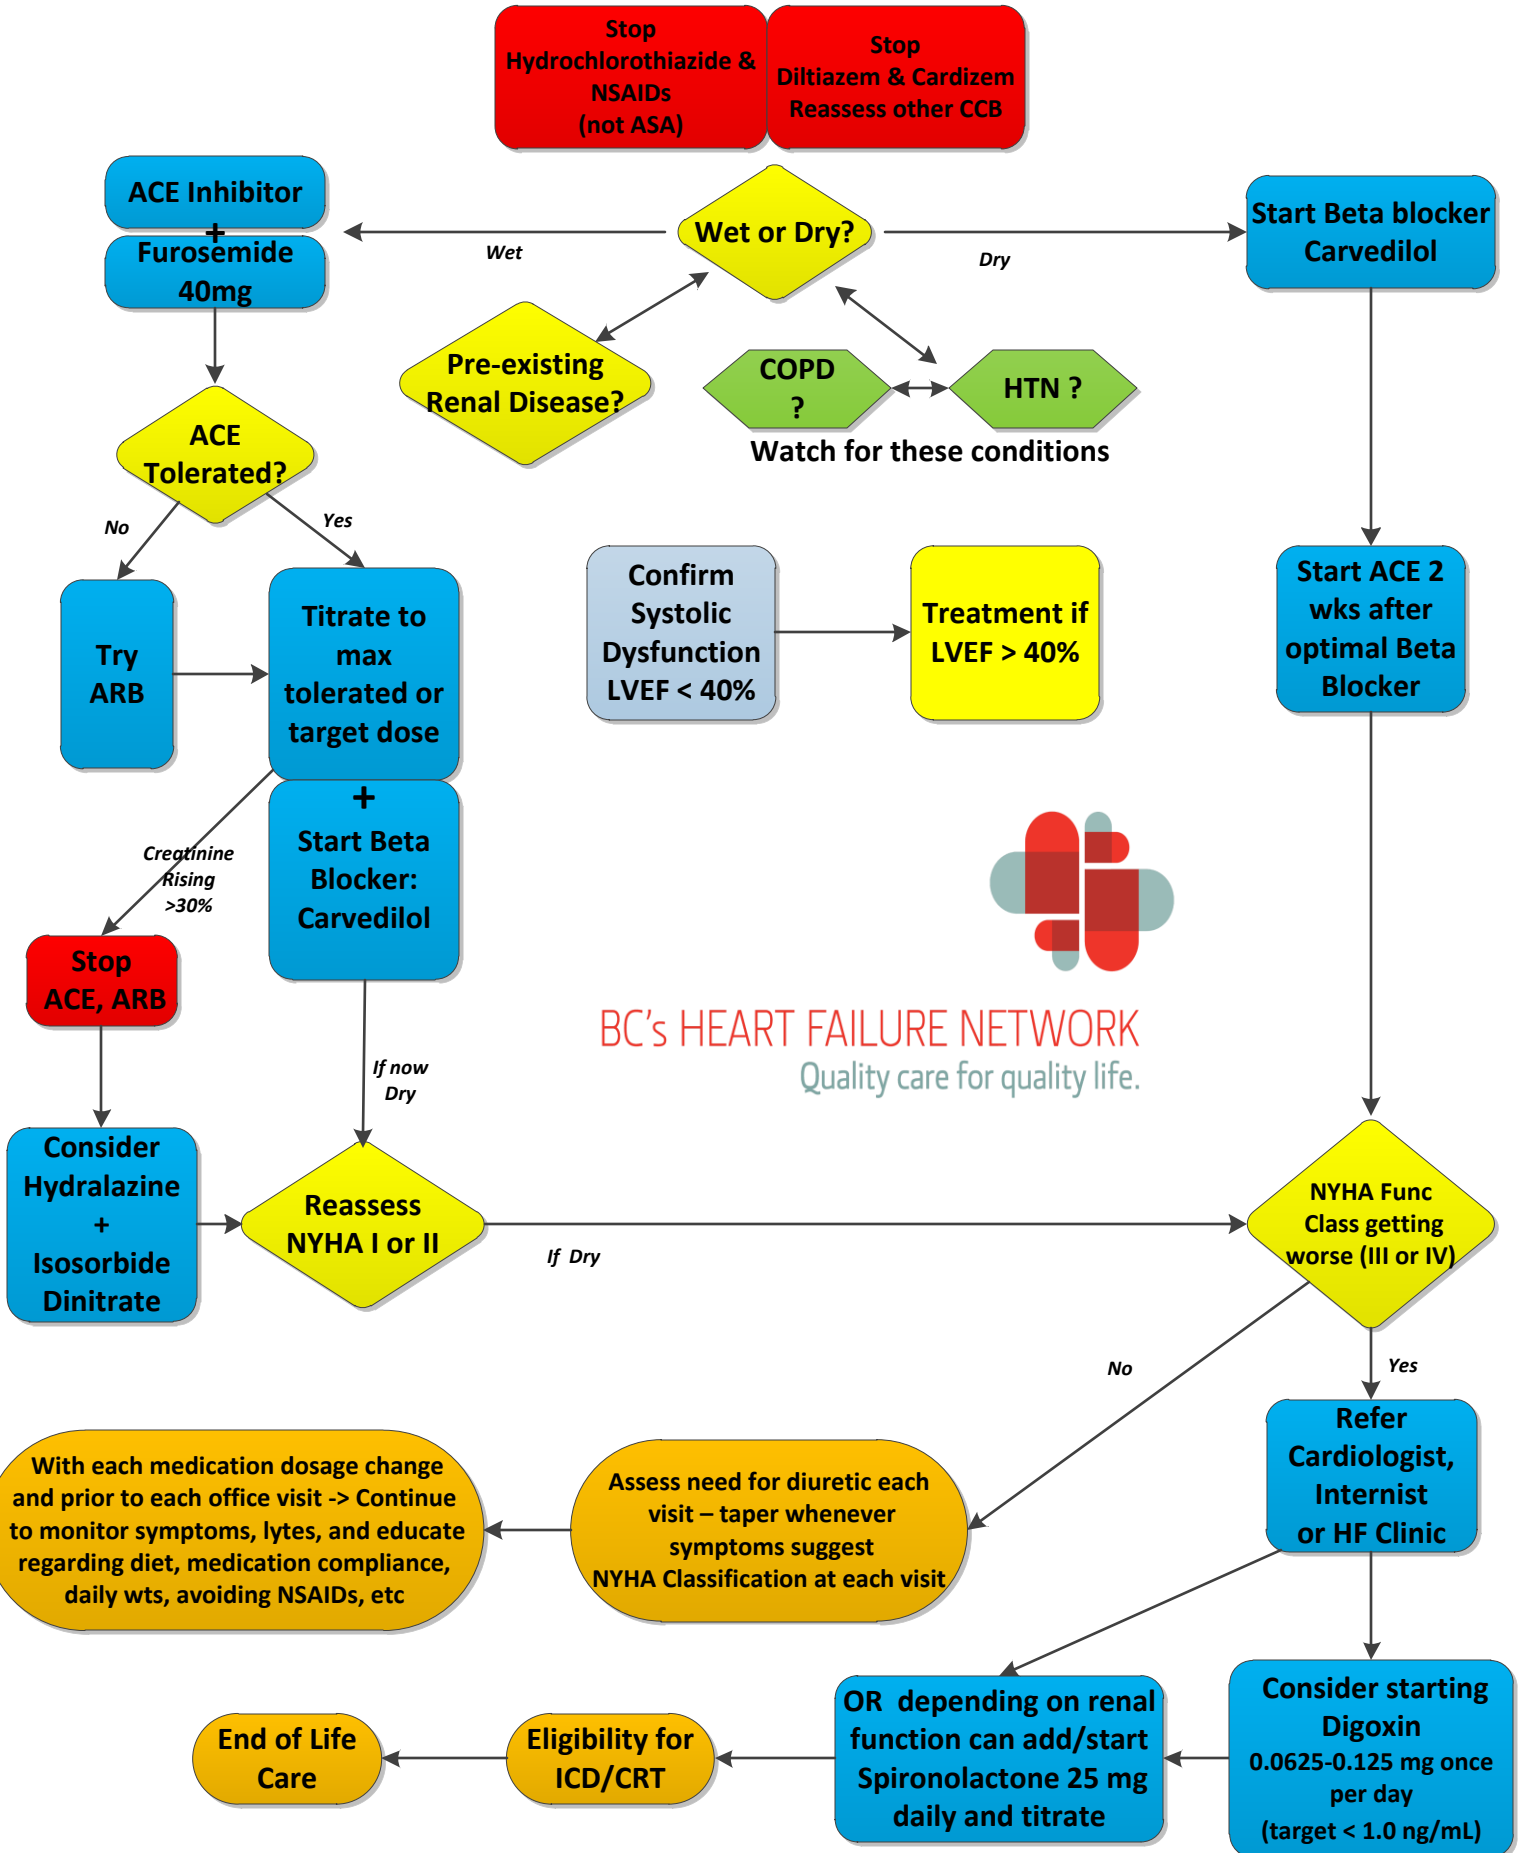 Stop
Hydrochlorothiazide &
NSAIDs
(not ASA)
Stop
Diltiazem & Cardizem
Reassess other CCB
ACE Inhibitor
+
Furosemide
40mg
Wet
Wet or Dry?
Dry
Start Beta blocker
Carvedilol
Pre-existing
Renal Disease?
COPD
?
HTN ?
Watch for these conditions
ACE
Tolerated?
No
Yes
Try
ARB
Titrate to
max
tolerated or
target dose
+
Start Beta
Blocker:
Carvedilol
Confirm
Systolic
Dysfunction
LVEF < 40%
Treatment if
LVEF > 40%
Start ACE 2
wks after
optimal Beta
Blocker
Creatinine
Rising
>30%
Stop
ACE, ARB
If now
Dry
BC's HEART FAILURE NETWORK
Quality care for quality life.
Consider
Hydralazine
+
Isosorbide
Dinitrate
Reassess
NYHA I or II
If Dry
NYHA Func
Class getting
worse (III or IV)
No
Yes
Refer
Cardiologist,
Internist
or HF Clinic
Assess need for diuretic each
visit – taper whenever
symptoms suggest
NYHA Classification at each visit
With each medication dosage change
and prior to each office visit -> Continue
to monitor symptoms, lytes, and educate
regarding diet, medication compliance,
daily wts, avoiding NSAIDs, etc
Consider starting
Digoxin
0.0625-0.125 mg once
per day
(target < 1.0 ng/mL)
OR depending on renal
function can add/start
Spironolactone 25 mg
daily and titrate
Eligibility for
ICD/CRT
End of Life
Care